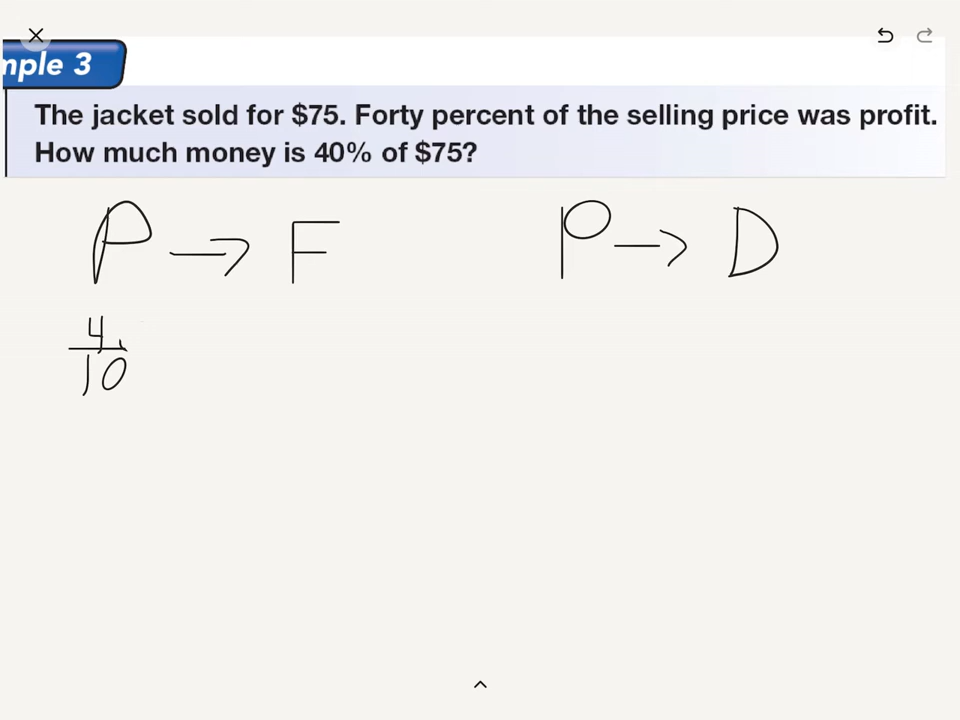 mple 3
The jacket sold for $75. Forty percent of the selling price was profit.
How much money is 40% of $75?
P → F P → D
4
10